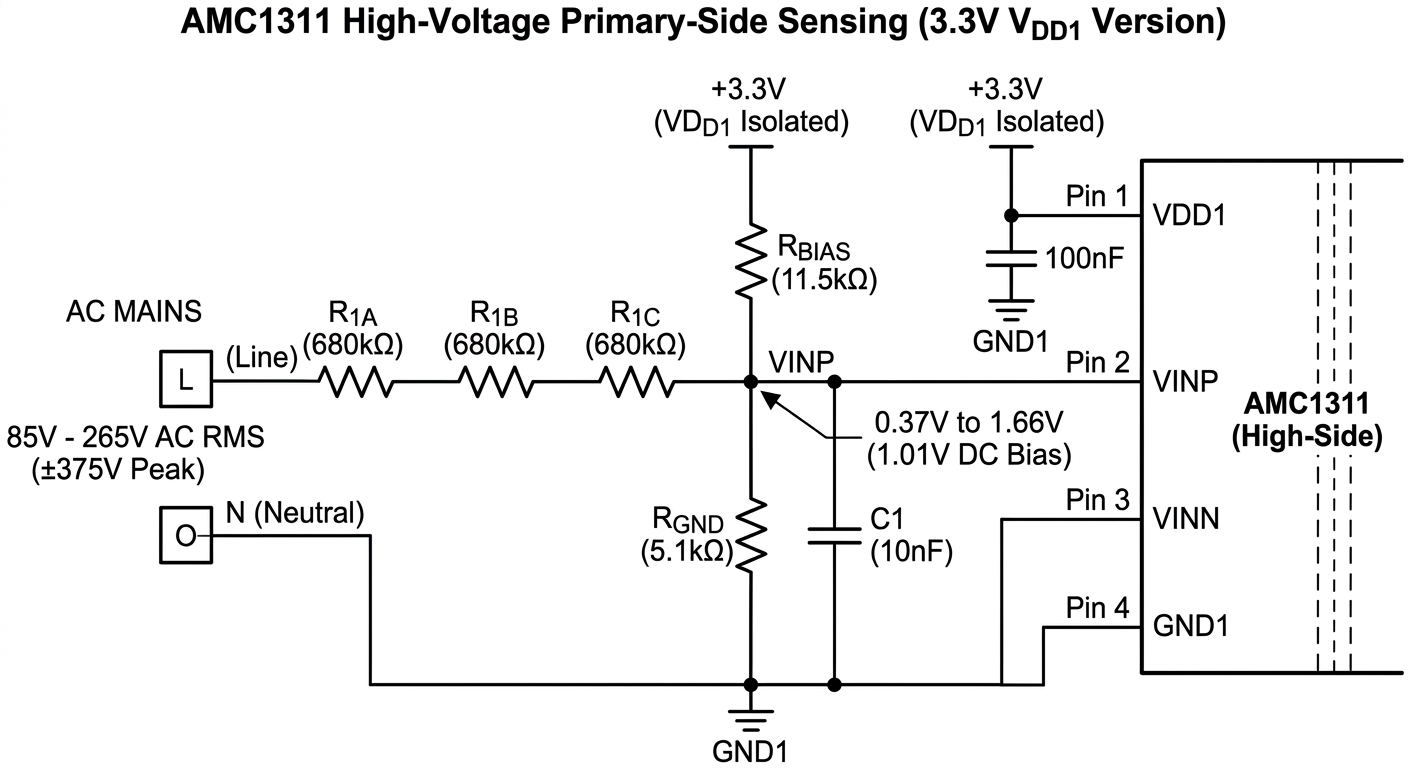 AMC1311 High-Voltage Primary-Side Sensing (3.3V VDD1 Version)
+3.3V
(VDD1 Isolated)
+3.3V
(VDD1 Isolated)
Pin 1
VDD1
RBIAS
(11.5kΩ)
100nF
GND1
AC MAINS
L
(Line)
R1A
(680kΩ)
R1B
(680kΩ)
R1C
(680kΩ)
VINP
Pin 2
VINP
85V - 265V AC RMS
(±375V Peak)
0.37V to 1.66V
(1.01V DC Bias)
AMC1311
(High-Side)
O
N (Neutral)
RGND
(5.1kΩ)
C1
(10nF)
Pin 3
VINN
Pin 4
GND1
GND1